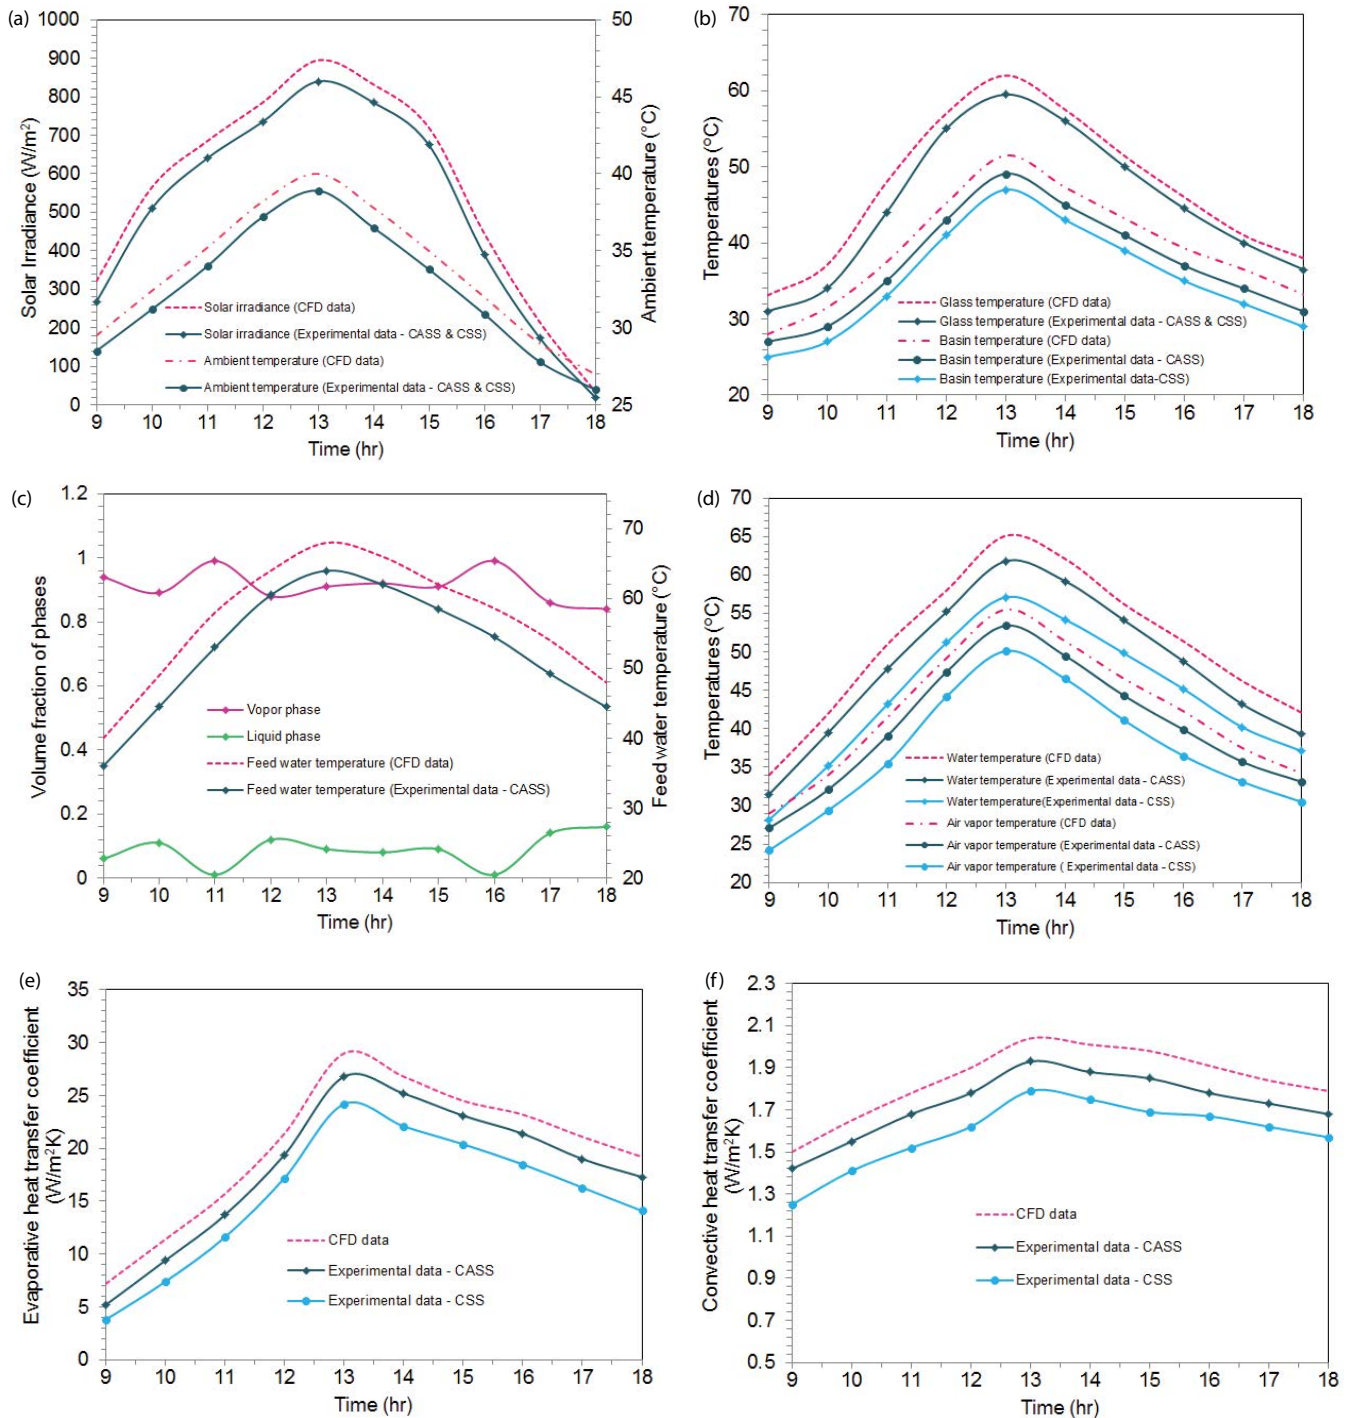 (a)
1000
900
800
700
600
500
400
300
200
100
0
Solar Irradiance (W/m²)
50
45
40
35
30
25
Ambient temperature (°C)
Solar irradiance (CFD data)
Solar irradiance (Experimental data - CASS & CSS)
Ambient temperature (CFD data)
Ambient temperature (Experimental data - CASS & CSS)
9 10 11 12 13 14 15 16 17 18
Time (hr)
(b)
70
60
50
40
30
20
Temperatures (°C)
Glass temperature (CFD data)
Glass temperature (Experimental data - CASS & CSS)
Basin temperature (CFD data)
Basin temperature (Experimental data - CASS)
Basin temperature (Experimental data-CSS)
9 10 11 12 13 14 15 16 17 18
Time (hr)
(c)
1.2
1
0.8
0.6
0.4
0.2
0
Volume fraction of phases
70
60
50
40
30
20
Feed water temperature (°C)
Vopor phase
Liquid phase
Feed water temperature (CFD data)
Feed water temperature (Experimental data - CASS)
9 10 11 12 13 14 15 16 17 18
Time (hr)
(d)
70
65
60
55
50
45
40
35
30
25
20
Temperatures (°C)
Water temperature (CFD data)
Water temperature (Experimental data - CASS)
Water temperature(Experimental data - CSS)
Air vapor temperature (CFD data)
Air vapor temperature (Experimental data - CASS)
Air vapor temperature ( Experimental data - CSS)
9 10 11 12 13 14 15 16 17 18
Time (hr)
(e)
35
30
25
20
15
10
5
0
Evaporative heat transfer coefficient
(W/m²K)
CFD data
Experimental data - CASS
Experimental data - CSS
9 10 11 12 13 14 15 16 17 18
Time (hr)
(f)
2.3
2.1
1.9
1.7
1.5
1.3
1.1
0.9
0.7
0.5
Convective heat transfer coefficient
(W/m²K)
CFD data
Experimental data - CASS
Experimental data - CSS
9 10 11 12 13 14 15 16 17 18
Time (hr)